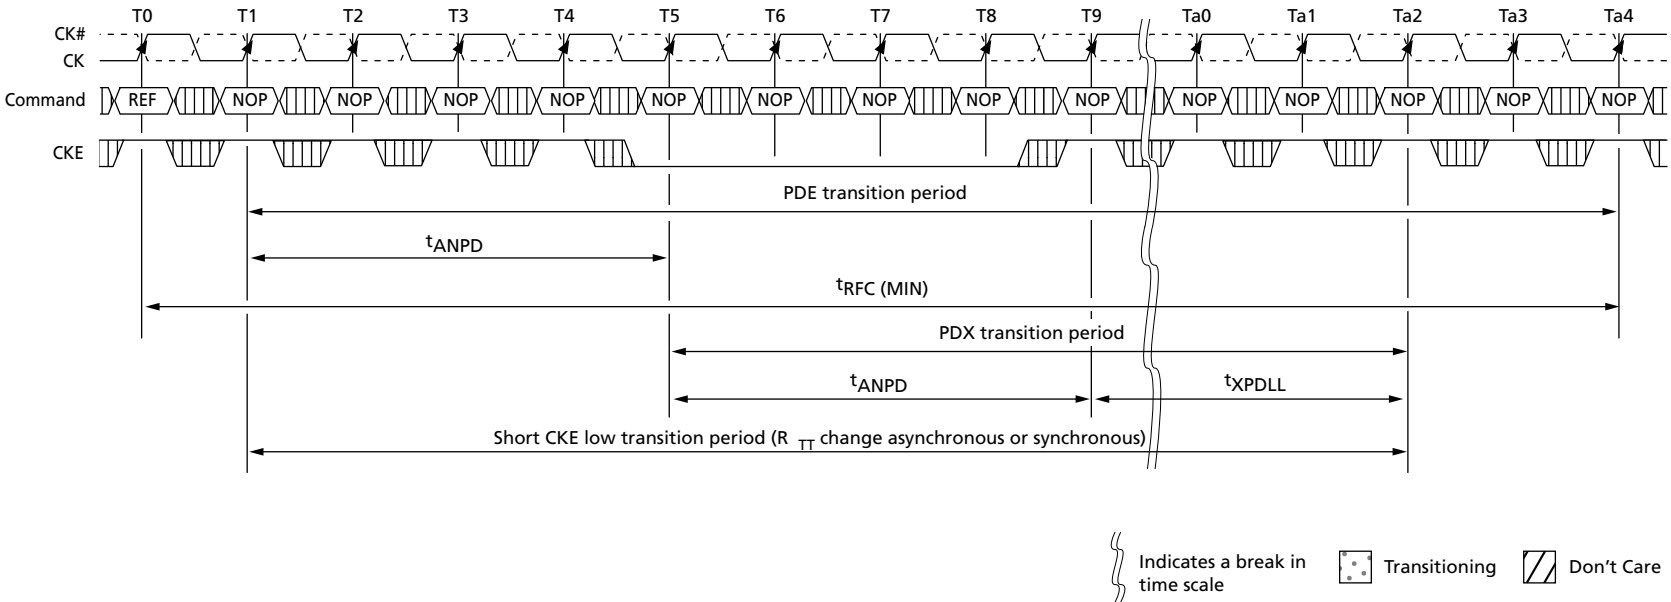 T0 T1 T2 T3 T4 T5 T6 T7 T8 T9 Ta0 Ta1 Ta2 Ta3 Ta4
CK#
CK
Command REF NOP NOP NOP NOP NOP NOP NOP NOP NOP NOP NOP NOP NOP NOP
CKE
PDE transition period
tANPD
tRFC (MIN)
PDX transition period
tANPD tXPDLL
Short CKE low transition period (R TT change asynchronous or synchronous)
Indicates a break in
time scale
Transitioning
Don't Care